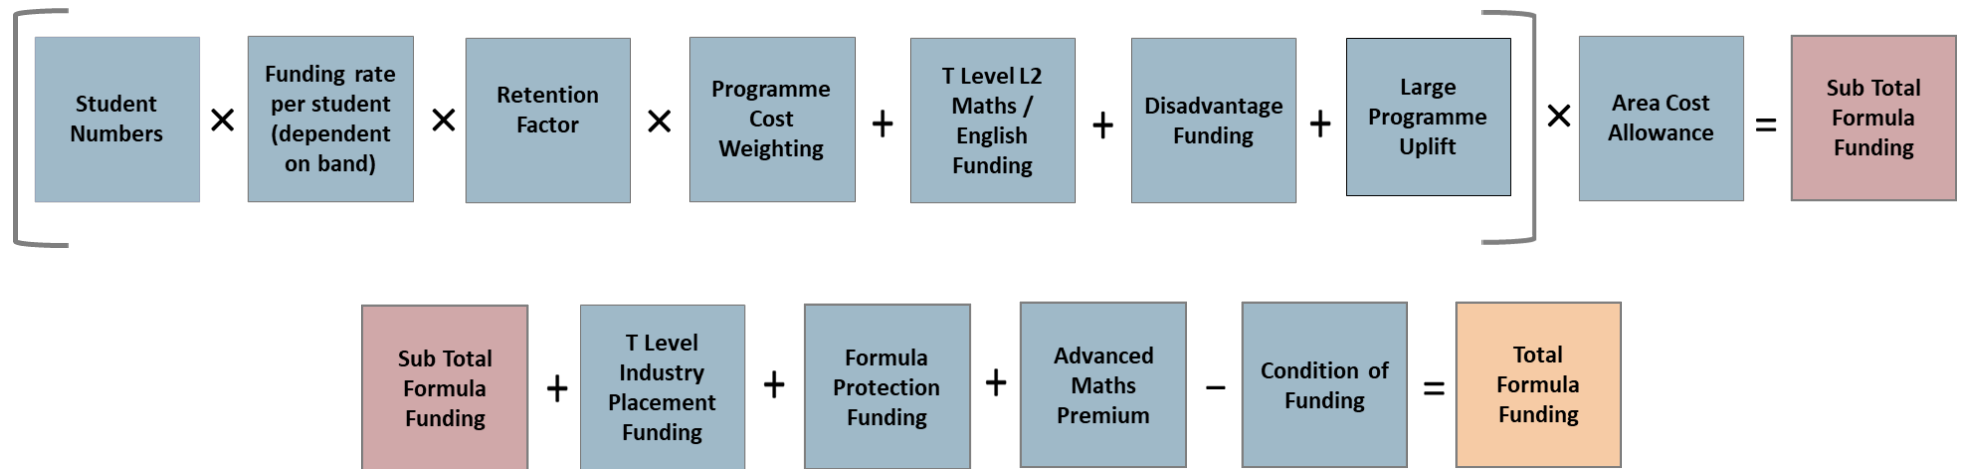 Student
Numbers
×
Funding rate
per student
(dependent
on band)
×
Retention
Factor
×
Programme
Cost
Weighting
+
T Level L2
Maths /
English
Funding
+
Disadvantage
Funding
+
Large
Programme
Uplift
×
Area Cost
Allowance
=
Sub Total
Formula
Funding
Sub Total
Formula
Funding
+
T Level
Industry
Placement
Funding
+
Formula
Protection
Funding
+
Advanced
Maths
Premium
−
Condition of
Funding
=
Total
Formula
Funding